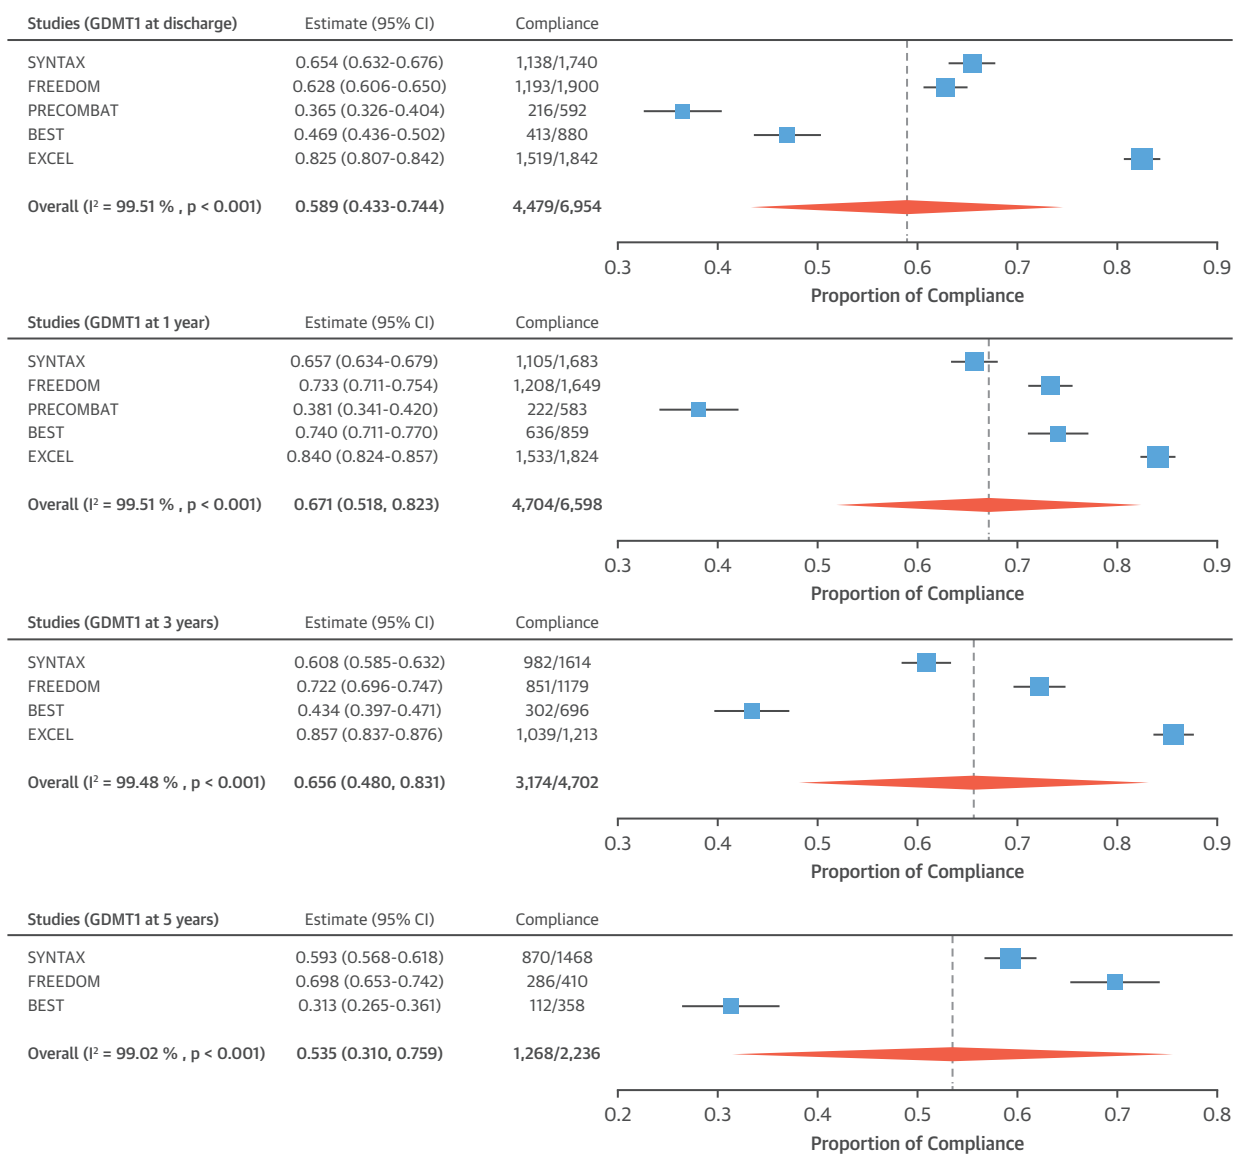 Studies (GDMT1 at discharge) Estimate (95% CI) Compliance
SYNTAX 0.654 (0.632-0.676) 1,138/1,740
FREEDOM 0.628 (0.606-0.650) 1,193/1,900
PRECOMBAT 0.365 (0.326-0.404) 216/592
BEST 0.469 (0.436-0.502) 413/880
EXCEL 0.825 (0.807-0.842) 1,519/1,842
Overall (I² = 99.51 % , p < 0.001) 0.589 (0.433-0.744) 4,479/6,954
0.3 0.4 0.5 0.6 0.7 0.8 0.9
Proportion of Compliance
Studies (GDMT1 at 1 year) Estimate (95% CI) Compliance
SYNTAX 0.657 (0.634-0.679) 1,105/1,683
FREEDOM 0.733 (0.711-0.754) 1,208/1,649
PRECOMBAT 0.381 (0.341-0.420) 222/583
BEST 0.740 (0.711-0.770) 636/859
EXCEL 0.840 (0.824-0.857) 1,533/1,824
Overall (I² = 99.51 % , p < 0.001) 0.671 (0.518, 0.823) 4,704/6,598
0.3 0.4 0.5 0.6 0.7 0.8 0.9
Proportion of Compliance
Studies (GDMT1 at 3 years) Estimate (95% CI) Compliance
SYNTAX 0.608 (0.585-0.632) 982/1614
FREEDOM 0.722 (0.696-0.747) 851/1179
BEST 0.434 (0.397-0.471) 302/696
EXCEL 0.857 (0.837-0.876) 1,039/1,213
Overall (I² = 99.48 % , p < 0.001) 0.656 (0.480, 0.831) 3,174/4,702
0.3 0.4 0.5 0.6 0.7 0.8 0.9
Proportion of Compliance
Studies (GDMT1 at 5 years) Estimate (95% CI) Compliance
SYNTAX 0.593 (0.568-0.618) 870/1468
FREEDOM 0.698 (0.653-0.742) 286/410
BEST 0.313 (0.265-0.361) 112/358
Overall (I² = 99.02 % , p < 0.001) 0.535 (0.310, 0.759) 1,268/2,236
0.2 0.3 0.4 0.5 0.6 0.7 0.8
Proportion of Compliance